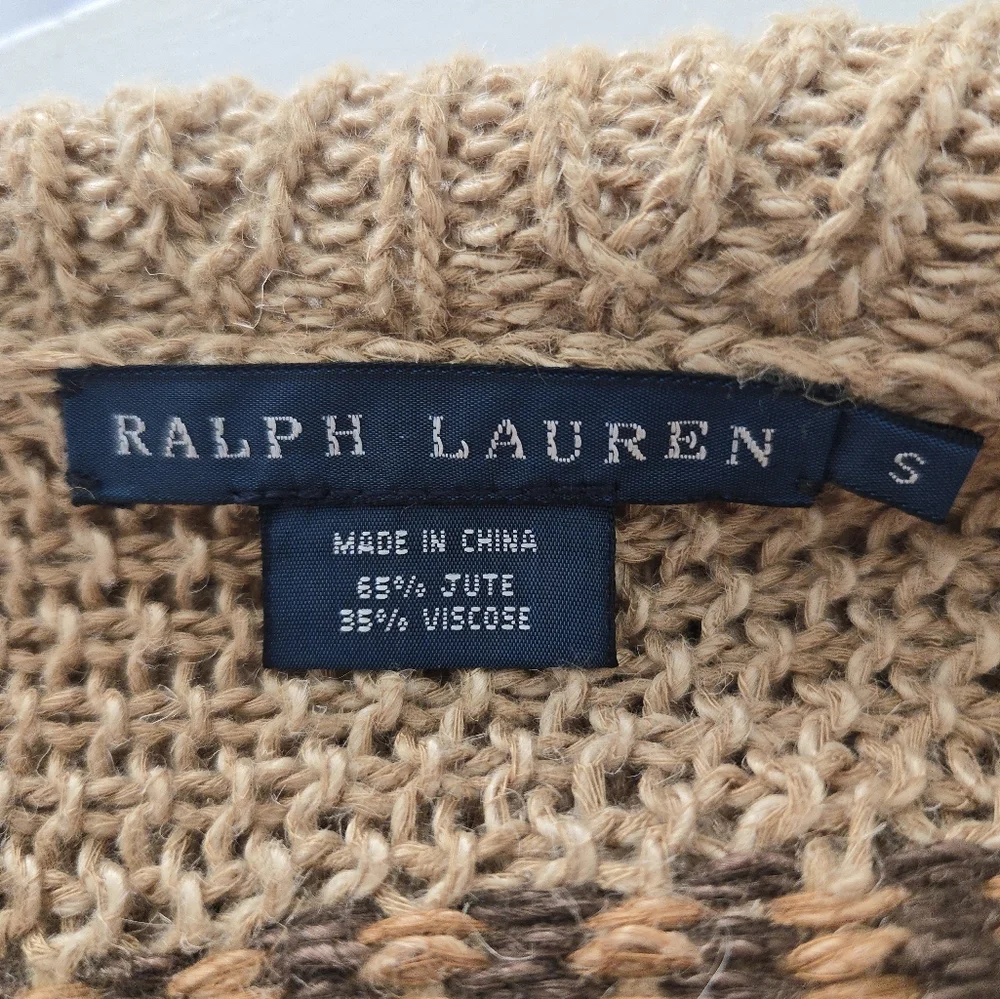 RALPH LAUREN
S
MADE IN CHINA
65% JUTE
35% VISCOSE